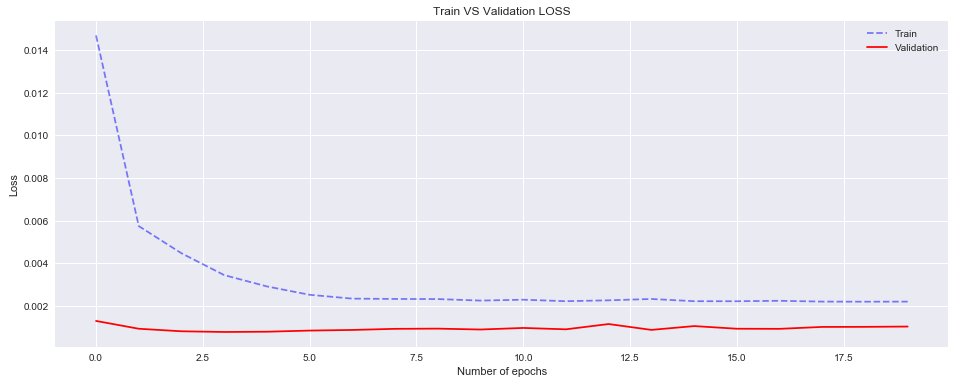 Train VS Validation LOSS
Train
Validation
Loss
0.014
0.012
0.010
0.008
0.006
0.004
0.002
0.0 2.5 5.0 7.5 10.0 12.5 15.0 17.5
Number of epochs